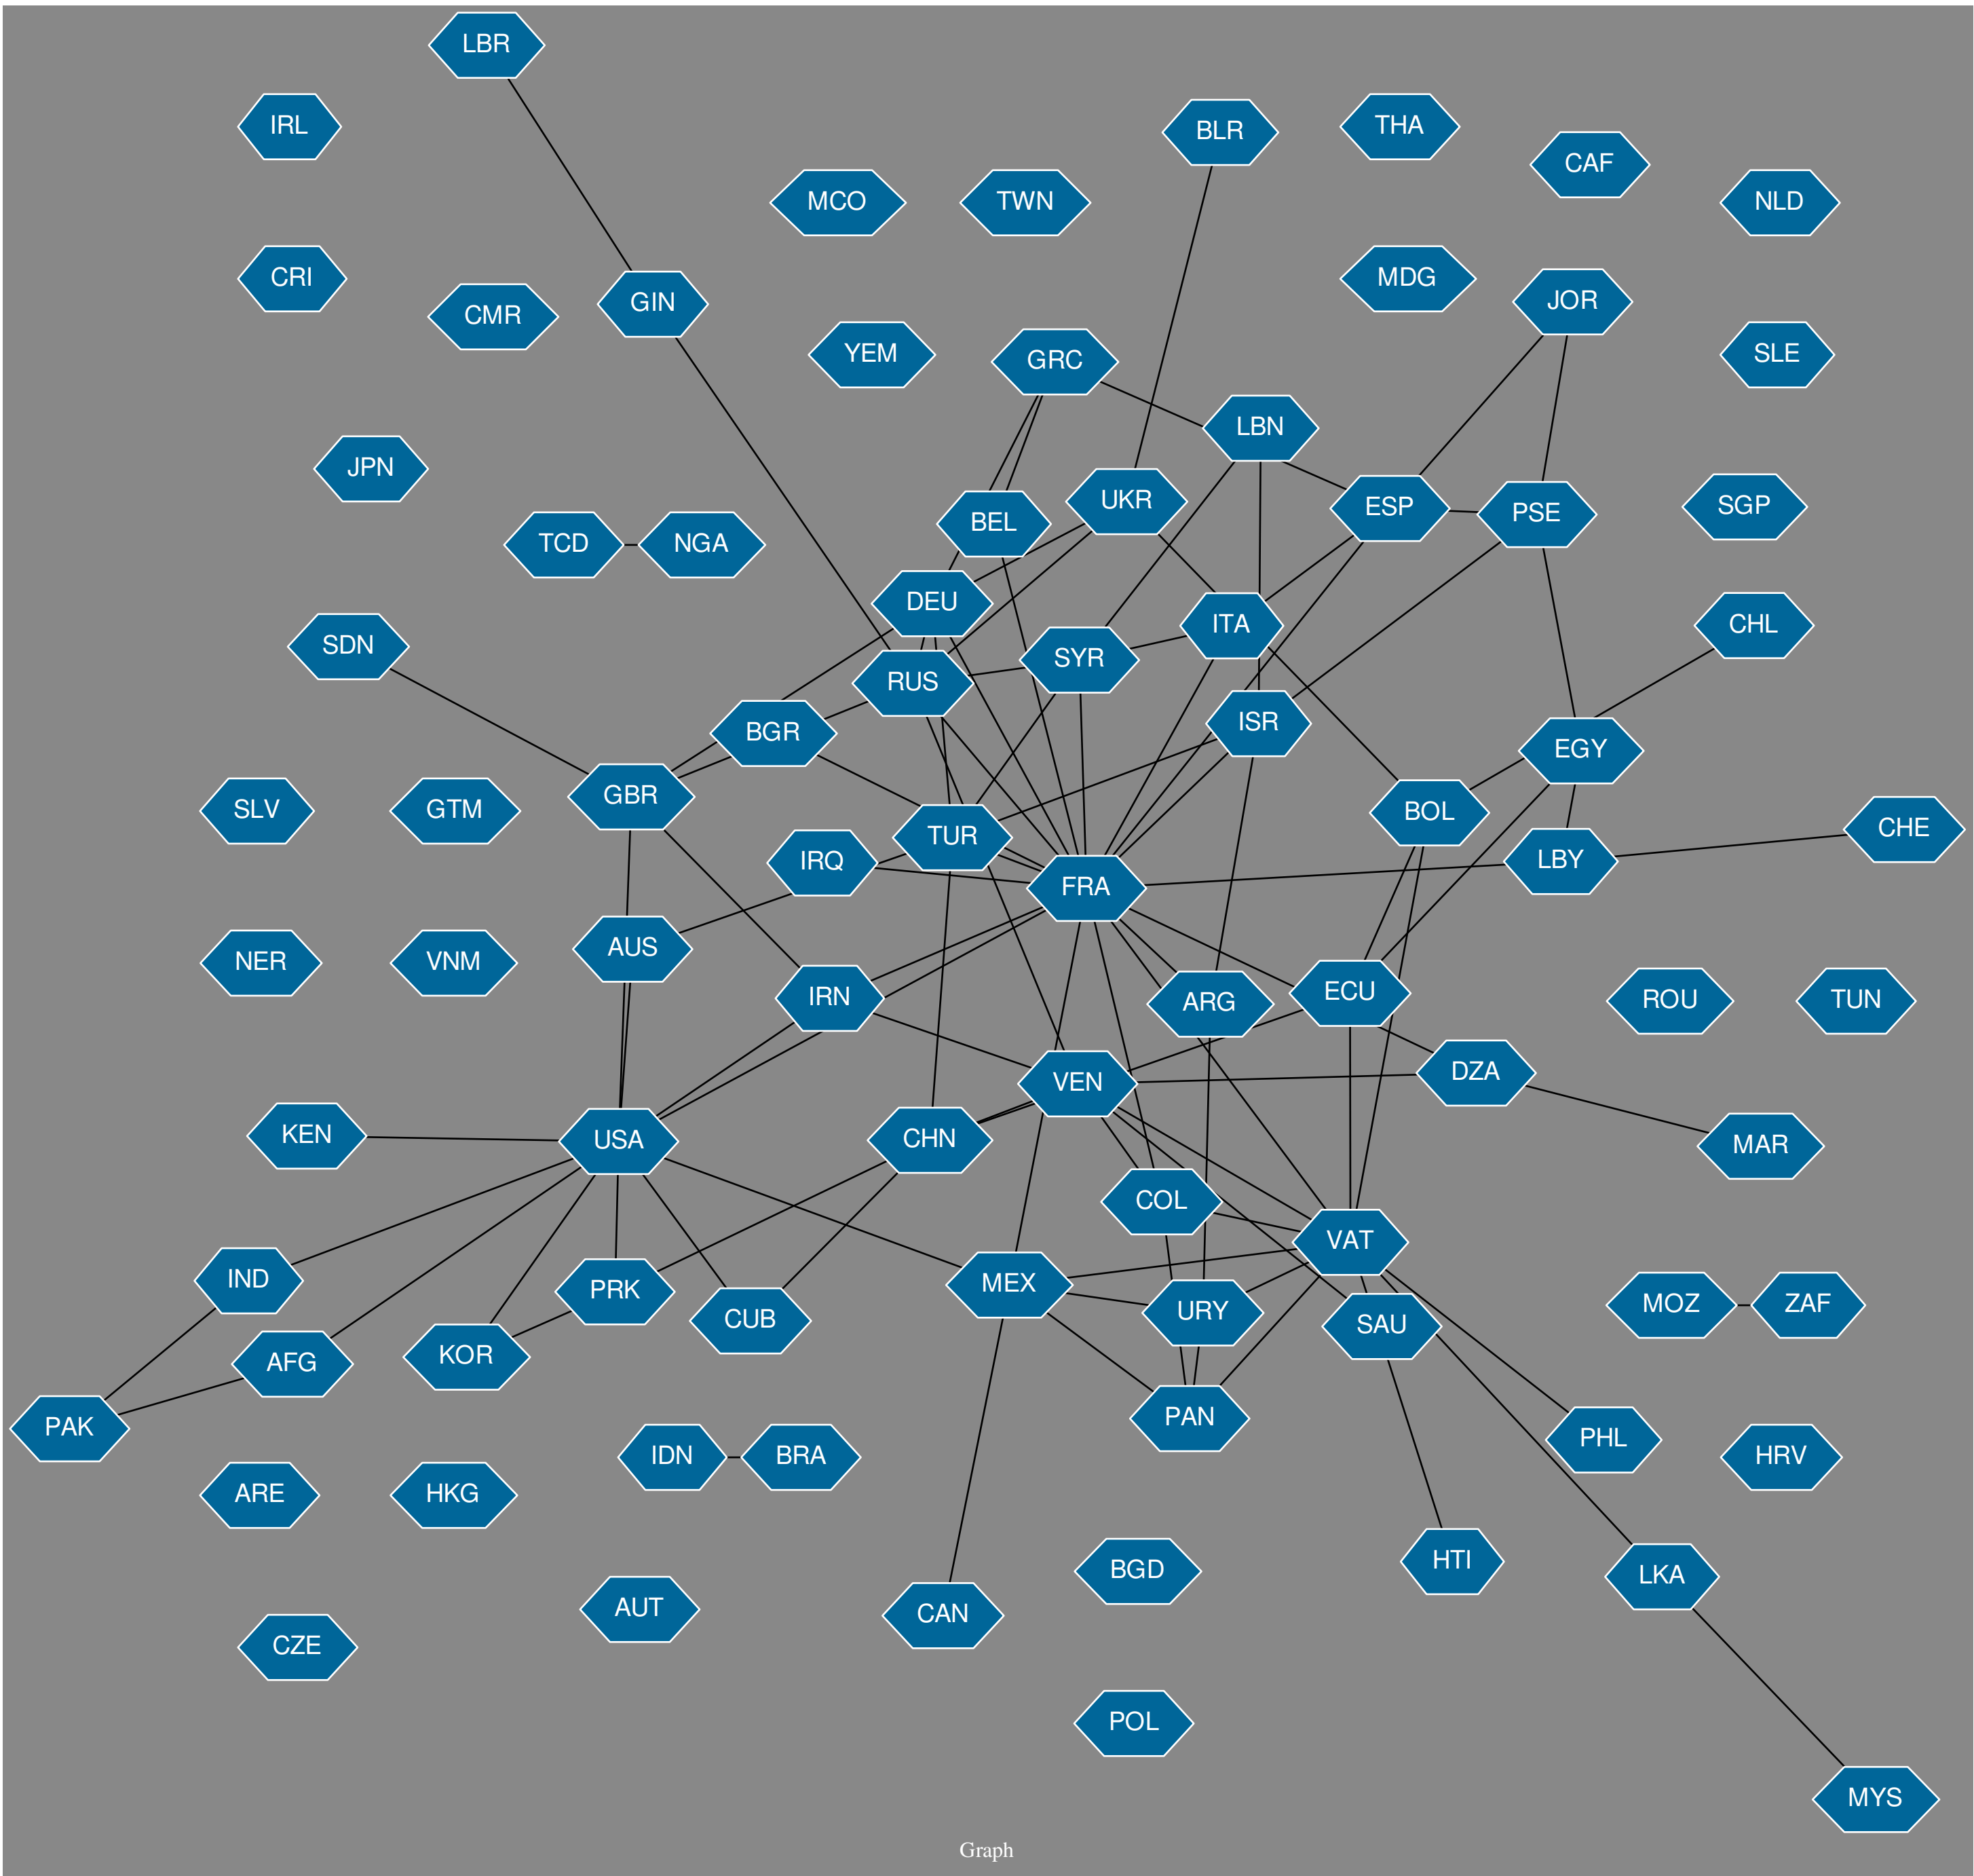 LBR
IRL
BLR
THA
CAF
MCO
TWN
NLD
CRI
CMR
GIN
MDG
JOR
YEM
GRC
SLE
LBN
JPN
UKR
BEL
ESP
PSE
SGP
TCD
NGA
DEU
ITA
CHL
SDN
SYR
RUS
ISR
BGR
EGY
SLV
GTM
GBR
BOL
CHE
TUR
IRQ
LBY
FRA
NER
VNM
AUS
IRN
ARG
ECU
ROU
TUN
VEN
DZA
KEN
USA
CHN
MAR
COL
VAT
IND
PRK
MEX
MOZ
ZAF
CUB
URY
SAU
AFG
KOR
PAK
PAN
PHL
IDN
BRA
HRV
ARE
HKG
HTI
BGD
LKA
AUT
CAN
CZE
POL
MYS
Graph